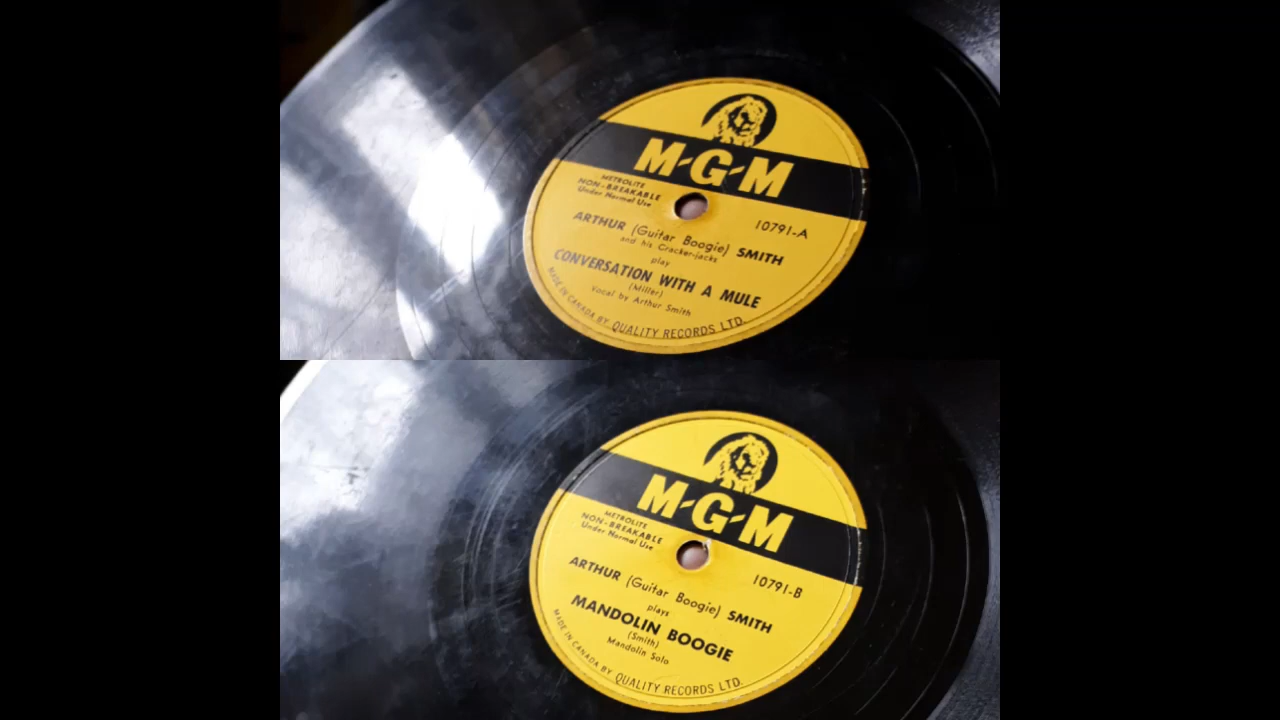 M-G-M
METROLITE
NON-BREAKABLE
Under Normal Use
10791-A
ARTHUR (Guitar Boogie) SMITH
and his Cracker-jacks
play
CONVERSATION WITH A MULE
(Miller)
Vocal by Arthur Smith
MADE IN CANADA BY QUALITY RECORDS LTD.
M-G-M
METROLITE
NON-BREAKABLE
Under Normal Use
10791-B
ARTHUR (Guitar Boogie) SMITH
plays
MANDOLIN BOOGIE
(Smith)
Mandolin Solo
MADE IN CANADA BY QUALITY RECORDS LTD.